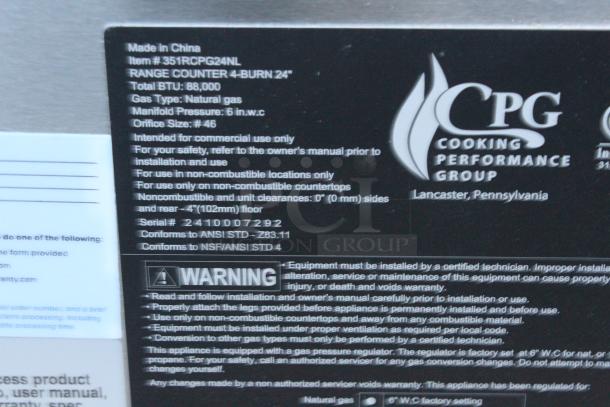 Made in China
Item # 351RCPG24NL
RANGE COUNTER 4-BURN 24"
Total BTU: 88,000
Gas Type: Natural gas
Manifold Pressure: 6 in.w.c
Orifice Size: # 46
Intended for commercial use only
For your safety, refer to the owner's manual prior to
installation and use
For use in non-combustible locations only
For use only on non-combustible countertops
Noncombustible and unit clearances: 0" (0 mm) sides
and rear - 4"(102mm) floor
Serial # 2410007292
Conforms to ANSI STD - Z83.11
Conforms to NSF/ANSI STD 4
CPG
COOKING
PERFORMANCE
GROUP
Lancaster, Pennsylvania
In
GROUP
WARNING
• Equipment must be installed by a certified technician. Improper installa
alteration, service or maintenance of this equipment can cause property
injury, or death and voids warranty.
• Read and follow installation and owner's manual carefully prior to installation or use.
• Properly attach the legs provided before appliance is permanently installed and before use.
• Use only on non-combustible countertops and away from any combustible material.
• Equipment must be installed under proper ventilation as required per local code.
• Conversion to other gas types must only be performed by a certified technician.
This appliance is equipped with a gas pressure regulator. The regulator is factory set at 6" W.C for nat, or
propane. For your safety, call an authorized servicer for any gas conversion changes. Do not attempt to ma
changes yourself.
Any changes made by a non authorized servicer voids warranty. This appliance has been regulated for:
Natural gas 6" W.C factory setting
do one of the following:
he form provided
om
ranty.com
cess product
o, user manual,
rranty, spec